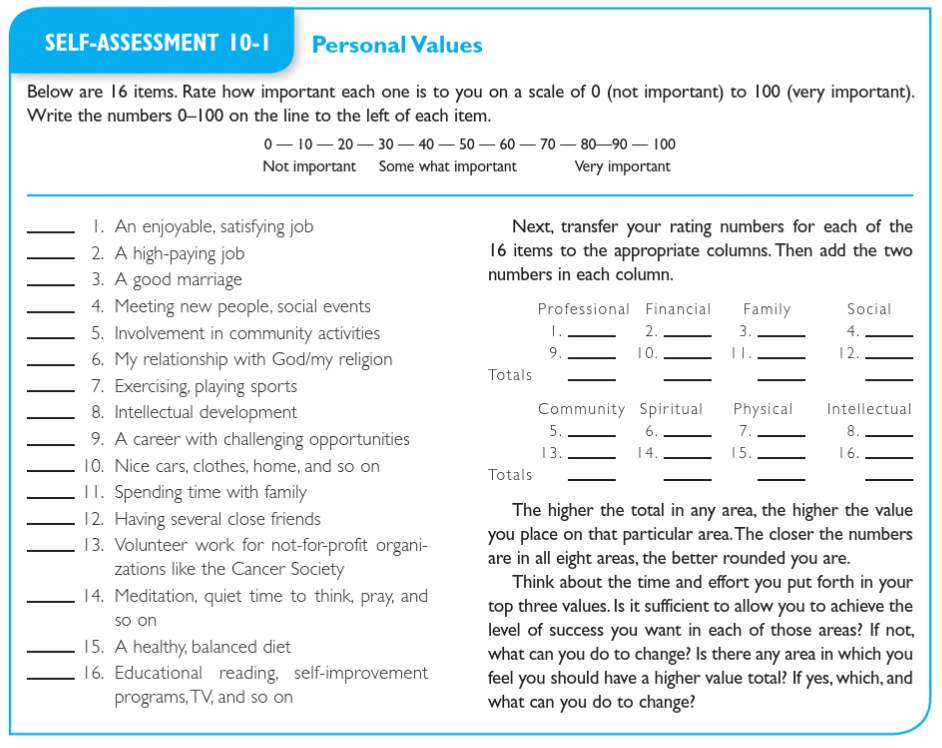 SELF-ASSESSMENT 10-1 Personal Values
Below are 16 items. Rate how important each one is to you on a scale of 0 (not important) to 100 (very important).
Write the numbers 0–100 on the line to the left of each item.
0 — 10 — 20 — 30 — 40 — 50 — 60 — 70 — 80—90 — 100
Not important Some what important Very important
_____ 1. An enjoyable, satisfying job
_____ 2. A high-paying job
_____ 3. A good marriage
_____ 4. Meeting new people, social events
_____ 5. Involvement in community activities
_____ 6. My relationship with God/my religion
_____ 7. Exercising, playing sports
_____ 8. Intellectual development
_____ 9. A career with challenging opportunities
_____ 10. Nice cars, clothes, home, and so on
_____ 11. Spending time with family
_____ 12. Having several close friends
_____ 13. Volunteer work for not-for-profit organi-
zations like the Cancer Society
_____ 14. Meditation, quiet time to think, pray, and
so on
_____ 15. A healthy, balanced diet
_____ 16. Educational reading, self-improvement
programs, TV, and so on
Next, transfer your rating numbers for each of the
16 items to the appropriate columns. Then add the two
numbers in each column.
Professional Financial Family Social
1. _____ 2. _____ 3. _____ 4. _____
9. _____ 10. _____ 11. _____ 12. _____
Totals _____ _____ _____ _____
Community Spiritual Physical Intellectual
5. _____ 6. _____ 7. _____ 8. _____
13. _____ 14. _____ 15. _____ 16. _____
Totals _____ _____ _____ _____
The higher the total in any area, the higher the value
you place on that particular area. The closer the numbers
are in all eight areas, the better rounded you are.
Think about the time and effort you put forth in your
top three values. Is it sufficient to allow you to achieve the
level of success you want in each of those areas? If not,
what can you do to change? Is there any area in which you
feel you should have a higher value total? If yes, which, and
what can you do to change?